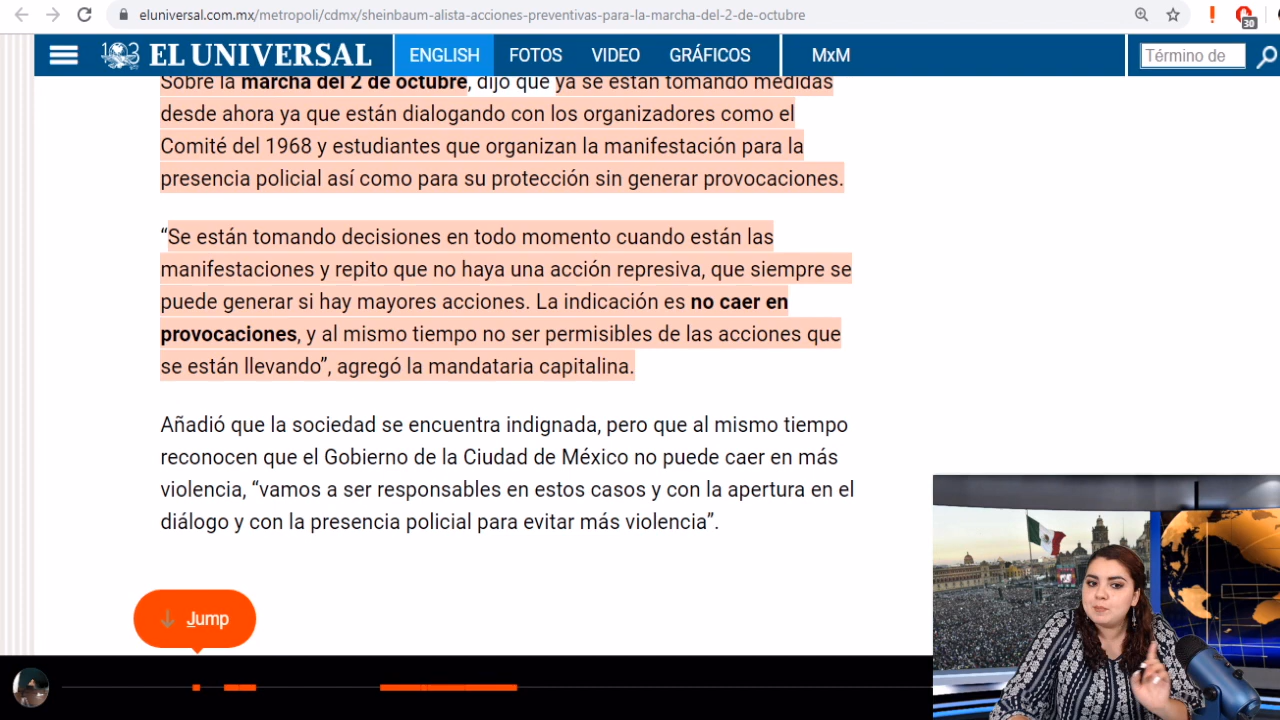 eluniversal.com.mx/metropoli/cdmx/sheinbaum-alista-acciones-preventivas-para-la-marcha-del-2-de-octubre
30
103 EL UNIVERSAL ENGLISH FOTOS VIDEO GRÁFICOS MxM Término de
Sobre la marcha del 2 de octubre, dijo que ya se están tomando medidas
desde ahora ya que están dialogando con los organizadores como el
Comité del 1968 y estudiantes que organizan la manifestación para la
presencia policial así como para su protección sin generar provocaciones.
“Se están tomando decisiones en todo momento cuando están las
manifestaciones y repito que no haya una acción represiva, que siempre se
puede generar si hay mayores acciones. La indicación es no caer en
provocaciones, y al mismo tiempo no ser permisibles de las acciones que
se están llevando”, agregó la mandataria capitalina.
Añadió que la sociedad se encuentra indignada, pero que al mismo tiempo
reconocen que el Gobierno de la Ciudad de México no puede caer en más
violencia, “vamos a ser responsables en estos casos y con la apertura en el
diálogo y con la presencia policial para evitar más violencia”.
Jump